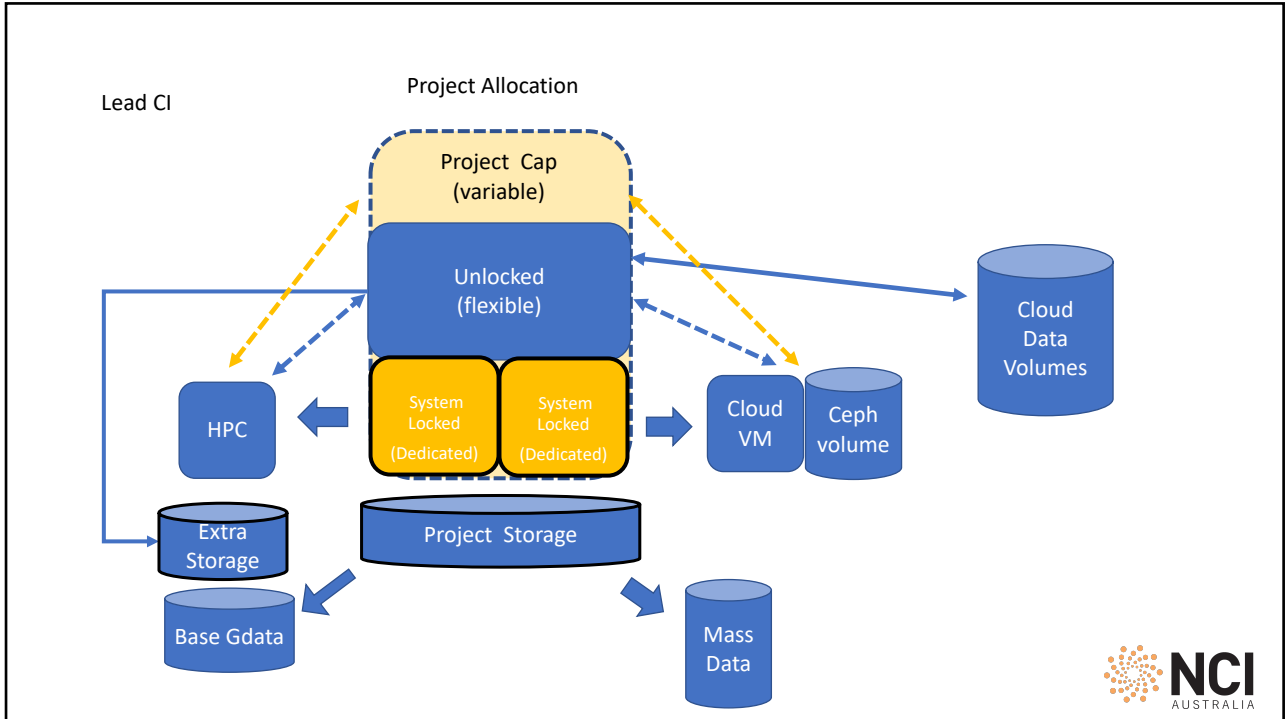 Project Allocation
Lead CI
Project Cap
(variable)
Unlocked
(flexible)
Cloud
Data
Volumes
HPC
System
Locked
(Dedicated)
System
Locked
(Dedicated)
Cloud
VM
Ceph
volume
Extra
Storage
Project Storage
Base Gdata
Mass
Data
NCI
AUSTRALIA